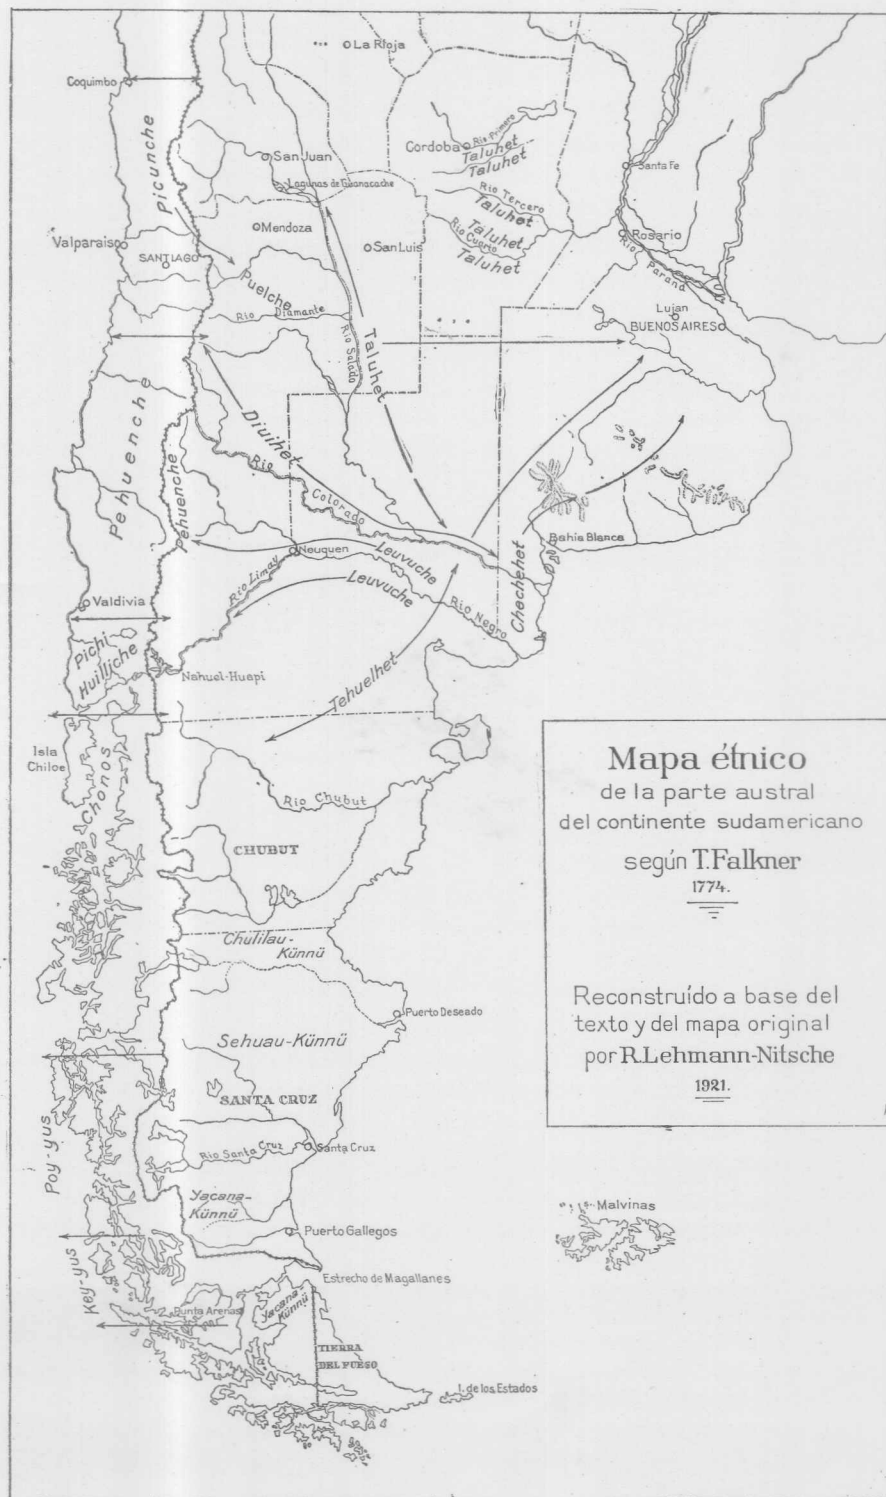 La Rioja
Coquimbo
Picunche
Cordoba
Rio Primero
Taluhet
Taluhet
San Juan
Santa Fe
Lagunas de Guanacache
Rio Tercero
Taluhet
Mendoza
Taluhet
Rio Cuarto
Taluhet
Rosario
Valparaiso
San Luis
SANTIAGO
Rio Paraná
Puelche
Rio Diamante
Lujan
BUENOS AIRES
Rio Salado
Taluhet
Diuihet
Pehuenche
Pehuenche
Rio Colorado
Bahia Blanca
Neuquen
Leuvuche
Chechehet
Rio Limay
Leuvuche
Valdivia
Rio Negro
Pichi
Huilliche
Nahuel-Huapi
Tehuelhet
Isla
Chiloe
Chonos
Rio Chubut
CHUBUT
Chulilau-
Künnü
Puerto Deseado
Sehuau-Künnü
SANTA CRUZ
Rio Santa Cruz
Santa Cruz
Poy-yus
Yacana-
Künnü
Puerto Gallegos
Malvinas
Key-yus
Estrecho de Magallanes
Punta Arenas
Yacana
Künnü
TIERRA
DEL FUEGO
I. de los Estados
Mapa étnico
de la parte austral
del continente sudamericano
según T. Falkner
1774.
Reconstruído a base del
texto y del mapa original
por R. Lehmann-Nitsche
1921.